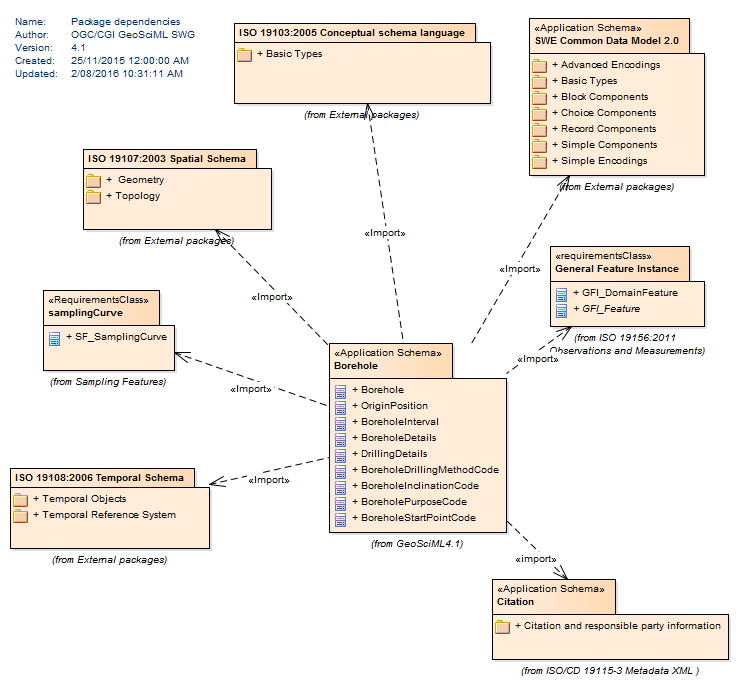 Name: Package dependencies
Author: OGC/CGI GeoSciML SWG
Version: 4.1
Created: 25/11/2015 12:00:00 AM
Updated: 2/08/2016 10:31:11 AM
ISO 19103:2005 Conceptual schema language
+ Basic Types
(from External packages)
«Application Schema»
SWE Common Data Model 2.0
+ Advanced Encodings
+ Basic Types
+ Block Components
+ Choice Components
+ Record Components
+ Simple Components
+ Simple Encodings
(from External packages)
ISO 19107:2003 Spatial Schema
+ Geometry
+ Topology
(from External packages)
«Import»
«Import»
«Import»
«requirementsClass»
General Feature Instance
+ GFI_DomainFeature
+ GFI_Feature
(from ISO 19156:2011
Observations and Measurements)
«Import»
«RequirementsClass»
samplingCurve
+ SF_SamplingCurve
(from Sampling Features)
«Import»
«Application Schema»
Borehole
+ Borehole
+ OriginPosition
+ BoreholeInterval
+ BoreholeDetails
+ DrillingDetails
+ BoreholeDrillingMethodCode
+ BoreholeInclinationCode
+ BoreholePurposeCode
+ BoreholeStartPointCode
(from GeoSciML4.1)
ISO 19108:2006 Temporal Schema
+ Temporal Objects
+ Temporal Reference System
(from External packages)
«Import»
«import»
«Application Schema»
Citation
+ Citation and responsible party information
(from ISO/CD 19115-3 Metadata XML )